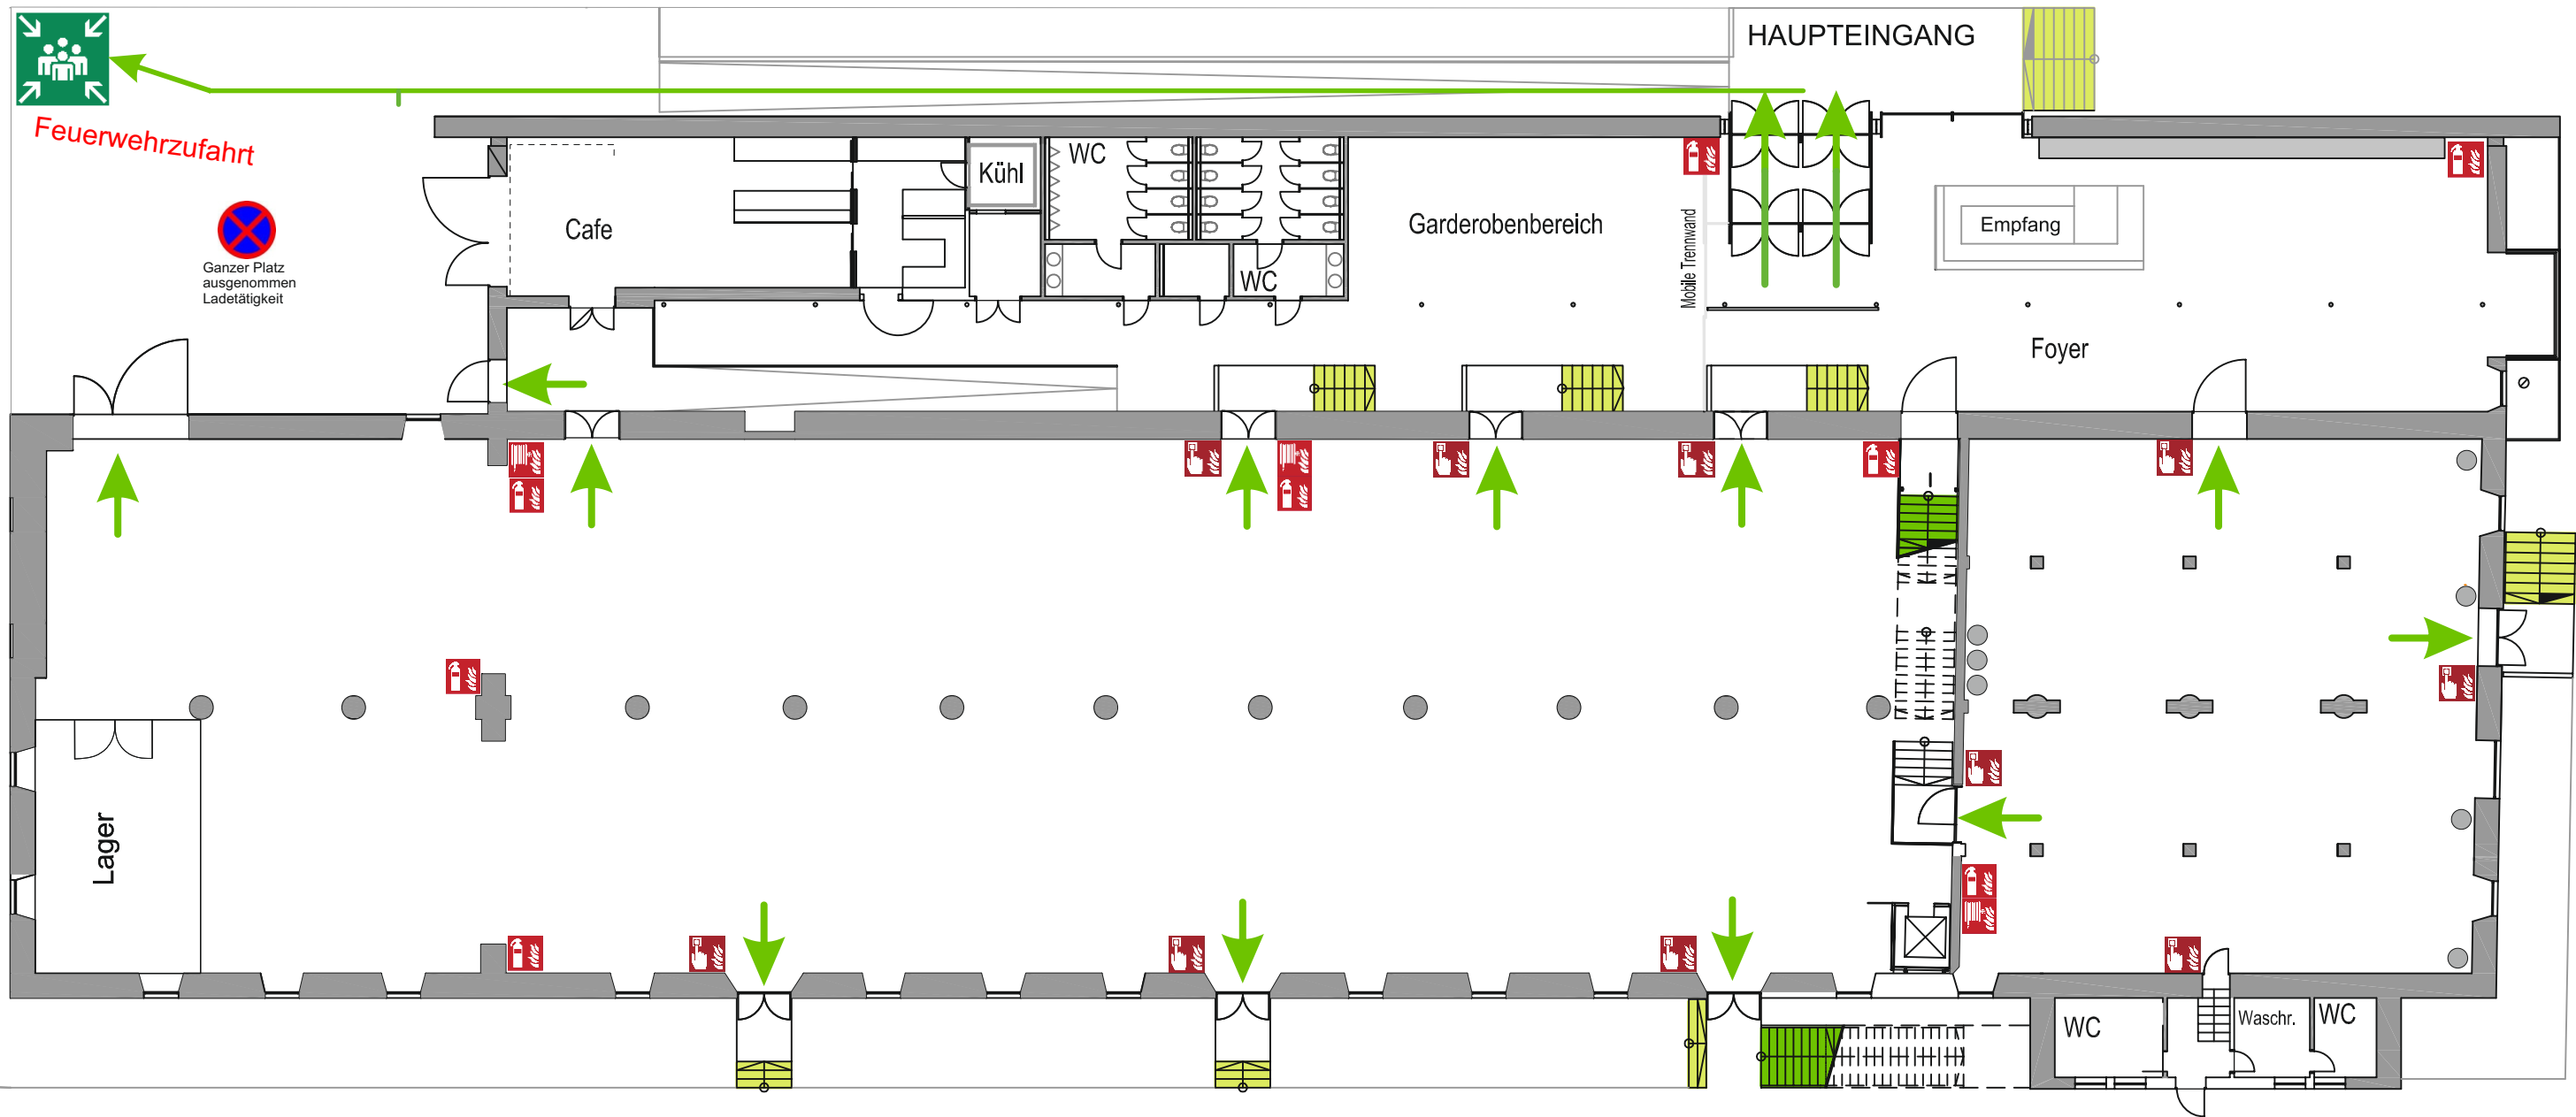 HAUPTEINGANG
Feuerwehrzufahrt
WC
Kühl
Cafe
Garderobenbereich
Mobile Trennwand
Empfang
Ganzer Platz
ausgenommen
Ladetätigkeit
WC
Foyer
Lager
WC
Waschr.
WC